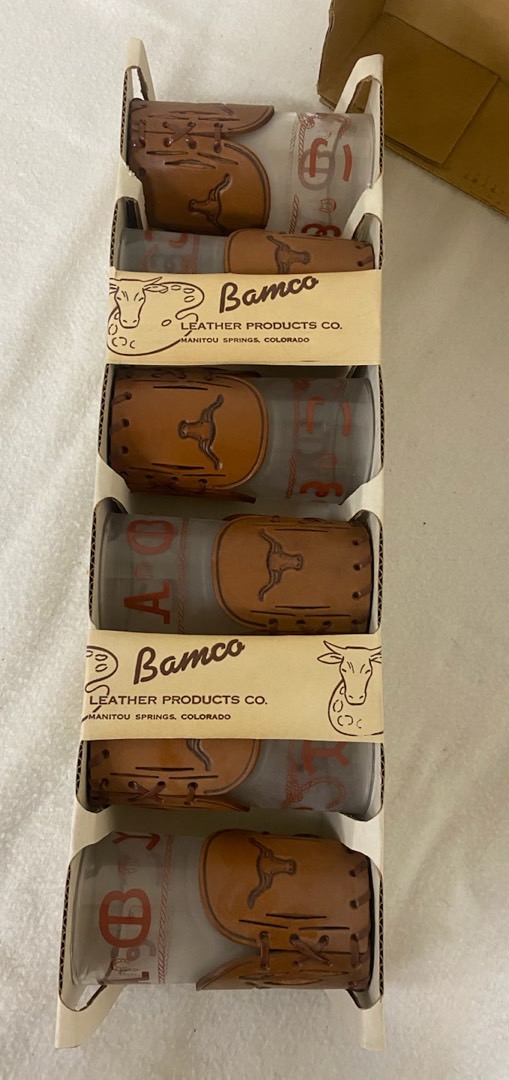 Bamco
LEATHER PRODUCTS CO.
MANITOU SPRINGS, COLORADO
Bamco
LEATHER PRODUCTS CO.
MANITOU SPRINGS, COLORADO